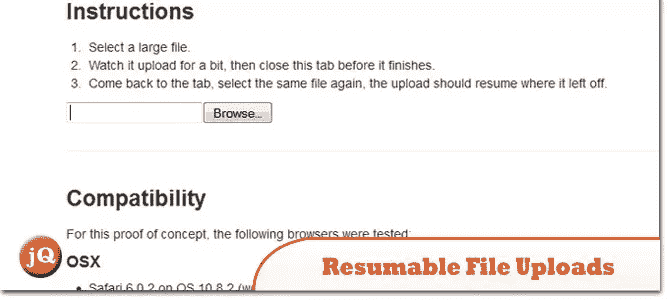 Instructions
1. Select a large file.
2. Watch it upload for a bit, then close this tab before it finishes.
3. Come back to the tab, select the same file again, the upload should resume where it left off.
Browse...
Compatibility
For this proof of concept, the following browsers were tested:
jQ
OSX
Safari 6.0.2 on OS 10.8.2
Resumable File Uploads